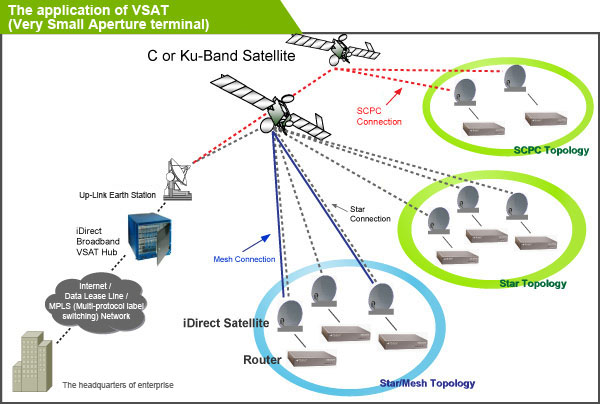 The application of VSAT
(Very Small Aperture terminal)
C or Ku-Band Satellite
SCPC
Connection
SCPC Topology
Up-Link Earth Station
iDirect
Broadband
VSAT Hub
Star
Connection
Mesh Connection
Star Topology
Internet /
Data Lease Line /
MPLS (Multi-protocol label
switching) Network
iDirect Satellite
Router
Star/Mesh Topology
The headquarters of enterprise